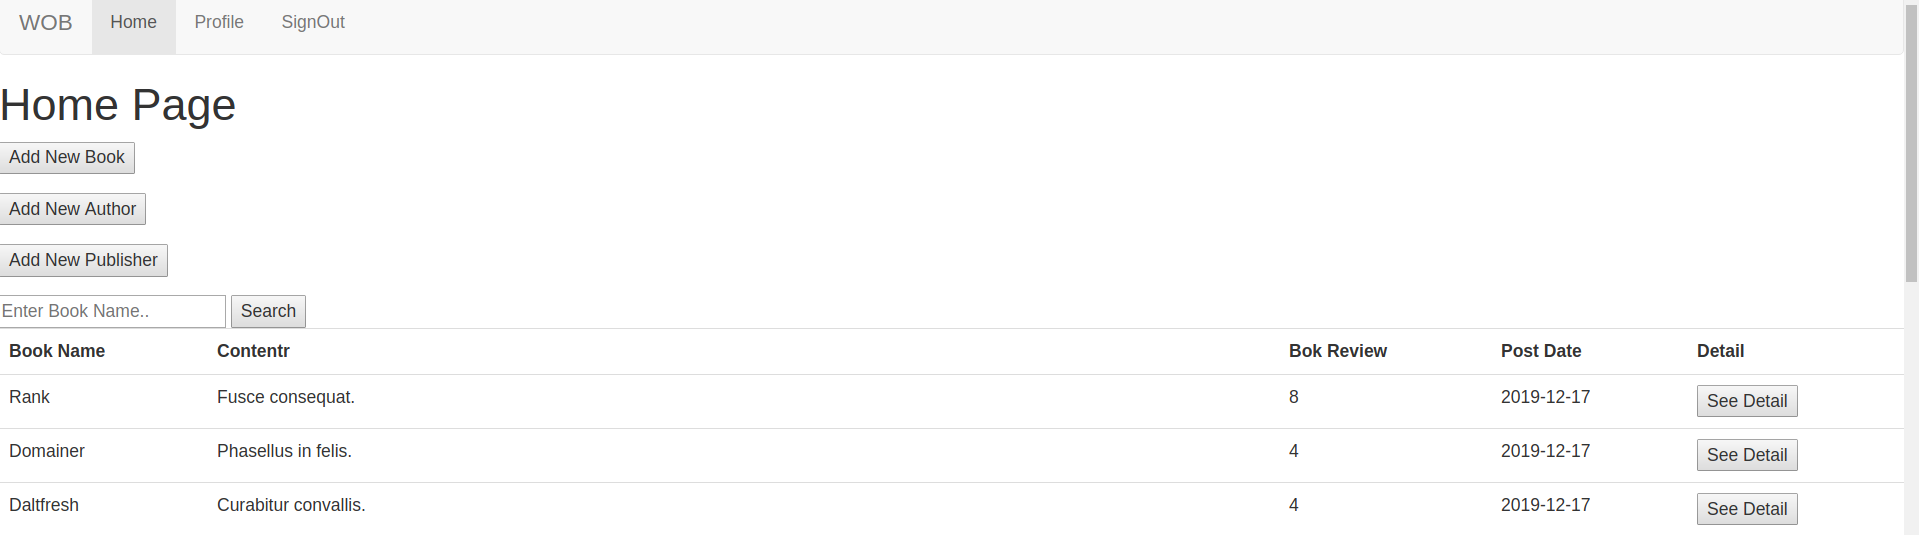 WOB Home Profile SignOut
Home Page
Add New Book
Add New Author
Add New Publisher
Enter Book Name.. Search
Book Name Contentr Bok Review Post Date Detail
Rank Fusce consequat. 8 2019-12-17 See Detail
Domainer Phasellus in felis. 4 2019-12-17 See Detail
Daltfresh Curabitur convallis. 4 2019-12-17 See Detail